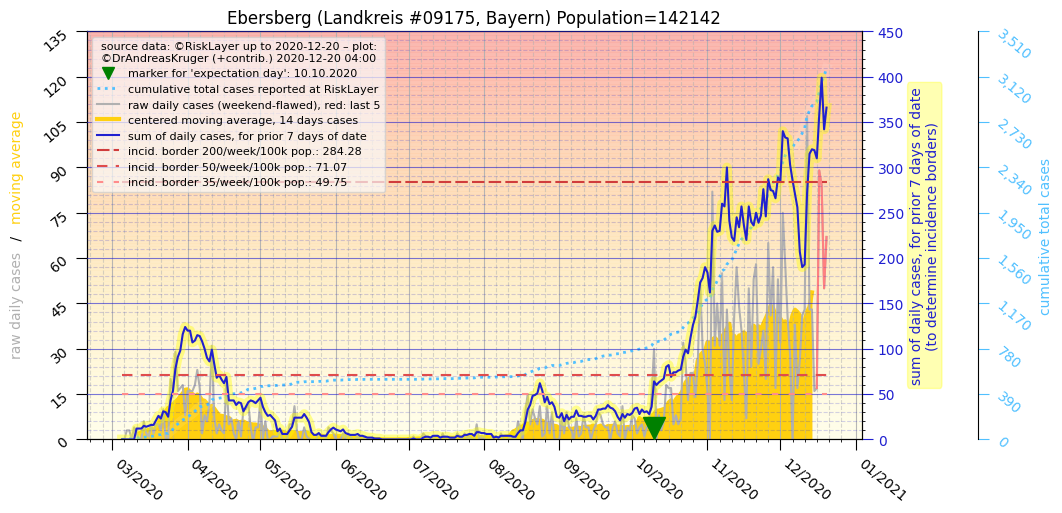 Ebersberg (Landkreis #09175, Bayern) Population=142142
source data: ©RiskLayer up to 2020-12-20 – plot:
©DrAndreasKruger (+contrib.) 2020-12-20 04:00
marker for 'expectation day': 10.10.2020
cumulative total cases reported at RiskLayer
raw daily cases (weekend-flawed), red: last 5
centered moving average, 14 days cases
sum of daily cases, for prior 7 days of date
incid. border 200/week/100k pop.: 284.28
incid. border 50/week/100k pop.: 71.07
incid. border 35/week/100k pop.: 49.75
raw daily cases / moving average
135
120
105
90
75
60
45
30
15
0
03/2020
04/2020
05/2020
06/2020
07/2020
08/2020
09/2020
10/2020
11/2020
12/2020
01/2021
450
400
350
300
250
200
150
100
50
0
sum of daily cases, for prior 7 days of date
(to determine incidence borders)
3,510
3,120
2,730
2,340
1,950
1,560
1,170
780
390
0
cumulative total cases